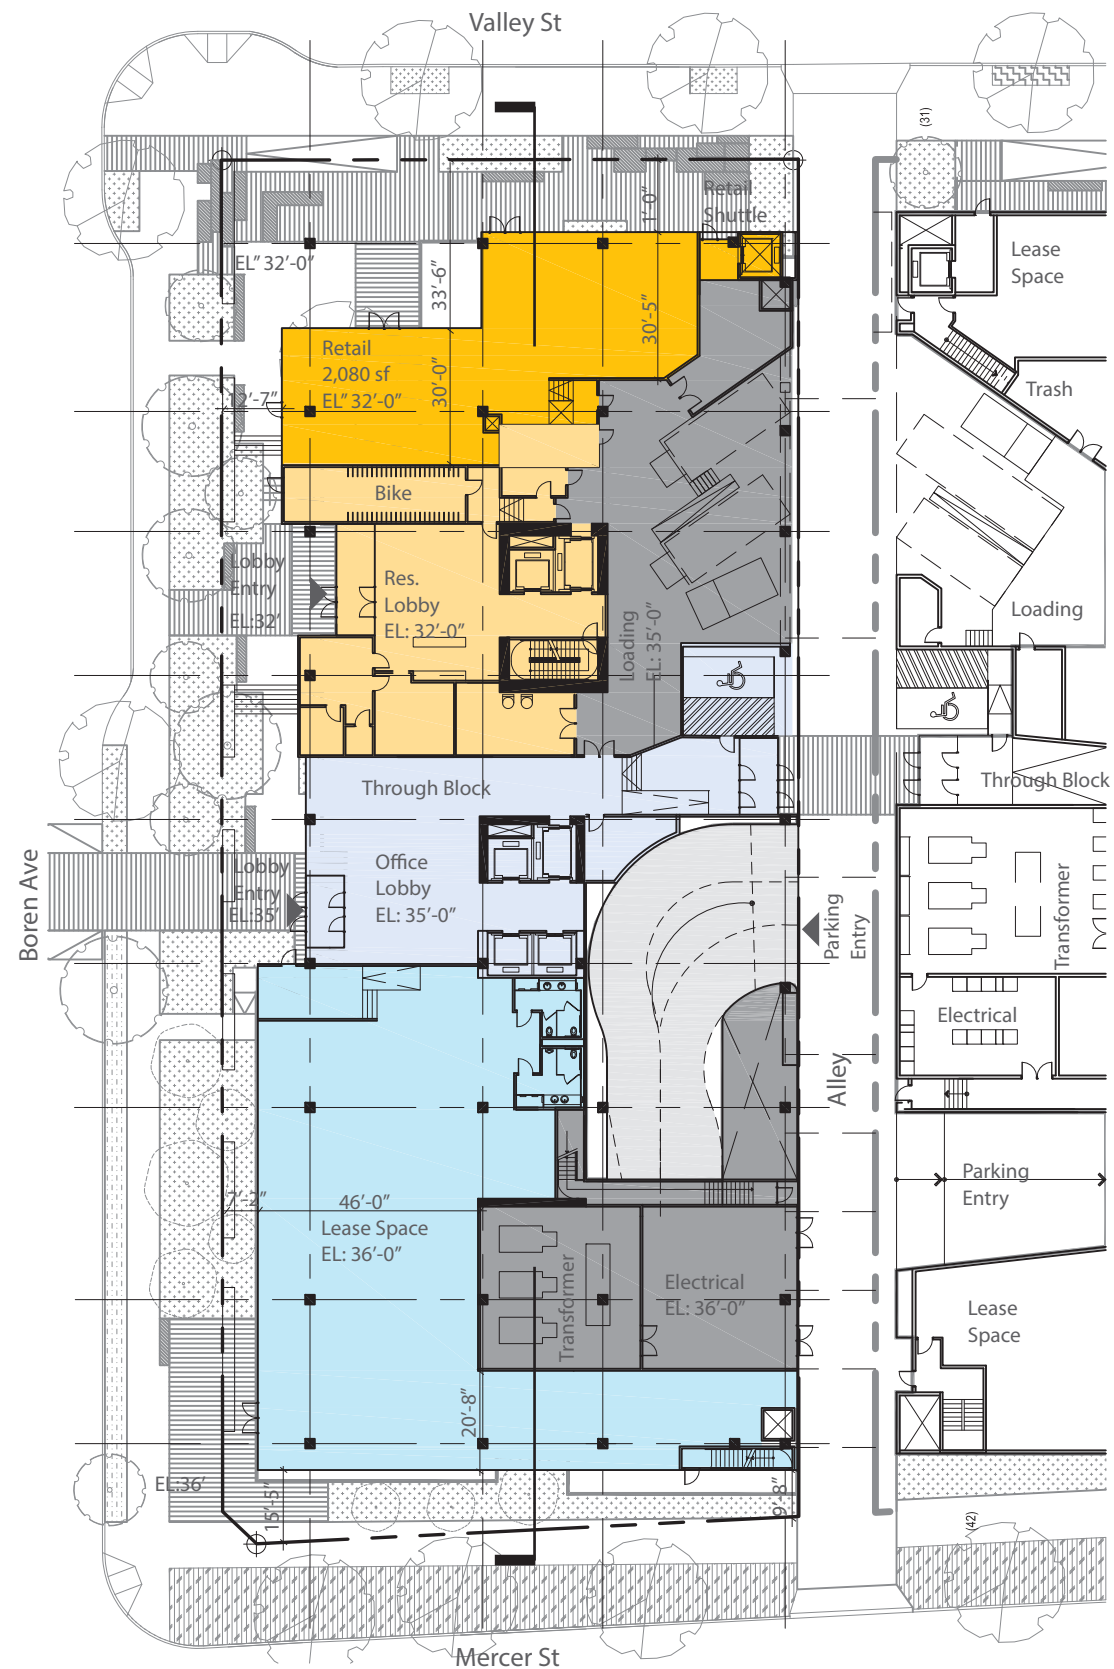 Valley St
(31)
Retail
Shuttle
1'-0"
Lease
Space
EL" 32'-0"
33'-6"
30'-5"
Retail
2,080 sf
EL" 32'-0"
30'-0"
12'-7"
Trash
Bike
Lobby
Entry
EL:32'
Res.
Lobby
EL: 32'-0"
Loading
EL: 35'-0"
Loading
Through Block
Through Block
Boren Ave
Lobby
Entry
EL:35'
Office
Lobby
EL: 35'-0"
Parking
Entry
Transformer
Electrical
Alley
Parking
Entry
7'-2"
46'-0"
Lease Space
EL: 36'-0"
Transformer
Electrical
EL: 36'-0"
Lease
Space
20'-8"
EL:36'
15'-5"
9'-8"
(42)
Mercer St